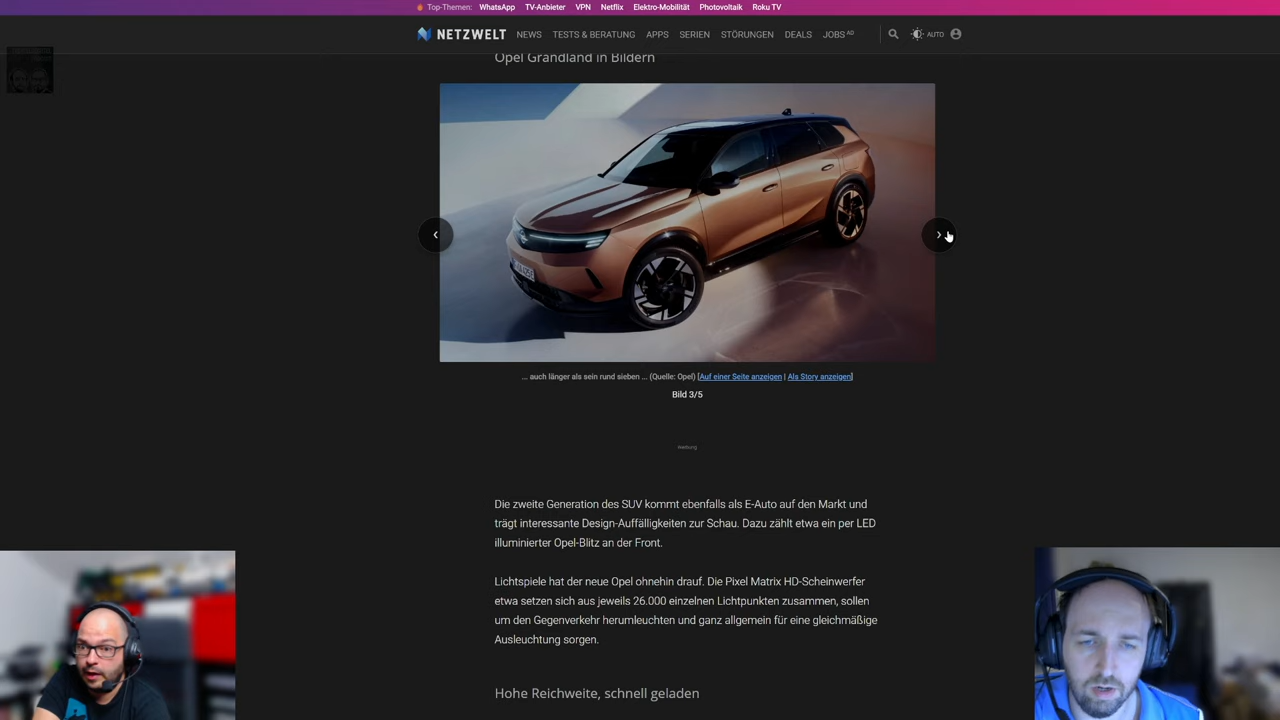 Top-Themen: WhatsApp TV-Anbieter VPN Netflix Elektro-Mobilität Photovoltaik Roku TV
NETZWELT NEWS TESTS & BERATUNG APPS SERIEN STÖRUNGEN DEALS JOBS AD AUTO
Opel Grandland in Bildern
... auch länger als sein rund sieben ... (Quelle: Opel) [Auf einer Seite anzeigen | Als Story anzeigen]
Bild 3/5
Werbung
Die zweite Generation des SUV kommt ebenfalls als E-Auto auf den Markt und
trägt interessante Design-Auffälligkeiten zur Schau. Dazu zählt etwa ein per LED
illuminierter Opel-Blitz an der Front.
Lichtspiele hat der neue Opel ohnehin drauf. Die Pixel Matrix HD-Scheinwerfer
etwa setzen sich aus jeweils 26.000 einzelnen Lichtpunkten zusammen, sollen
um den Gegenverkehr herumleuchten und ganz allgemein für eine gleichmäßige
Ausleuchtung sorgen.
Hohe Reichweite, schnell geladen